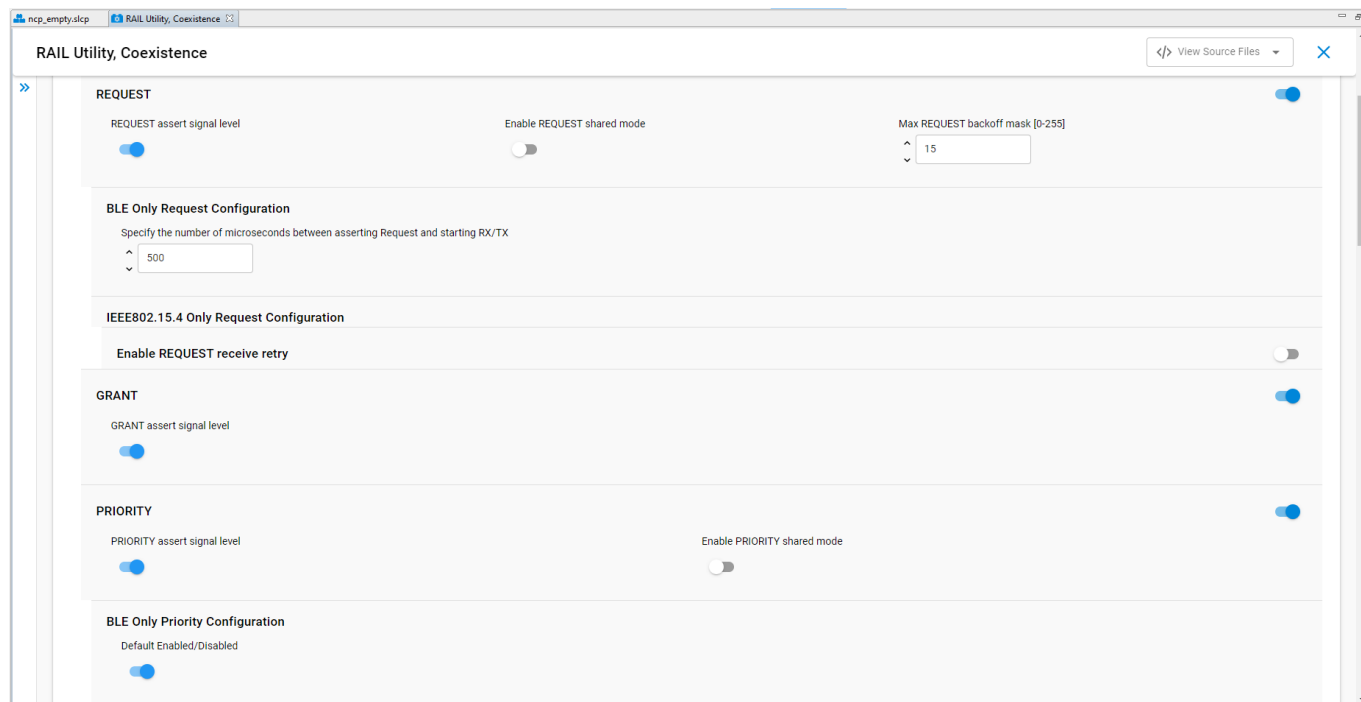 ncp_empty.slcp RAIL Utility, Coexistence
RAIL Utility, Coexistence
</> View Source Files
REQUEST
REQUEST assert signal level Enable REQUEST shared mode Max REQUEST backoff mask [0-255]
15
BLE Only Request Configuration
Specify the number of microseconds between asserting Request and starting RX/TX
500
IEEE802.15.4 Only Request Configuration
Enable REQUEST receive retry
GRANT
GRANT assert signal level
PRIORITY
PRIORITY assert signal level Enable PRIORITY shared mode
BLE Only Priority Configuration
Default Enabled/Disabled